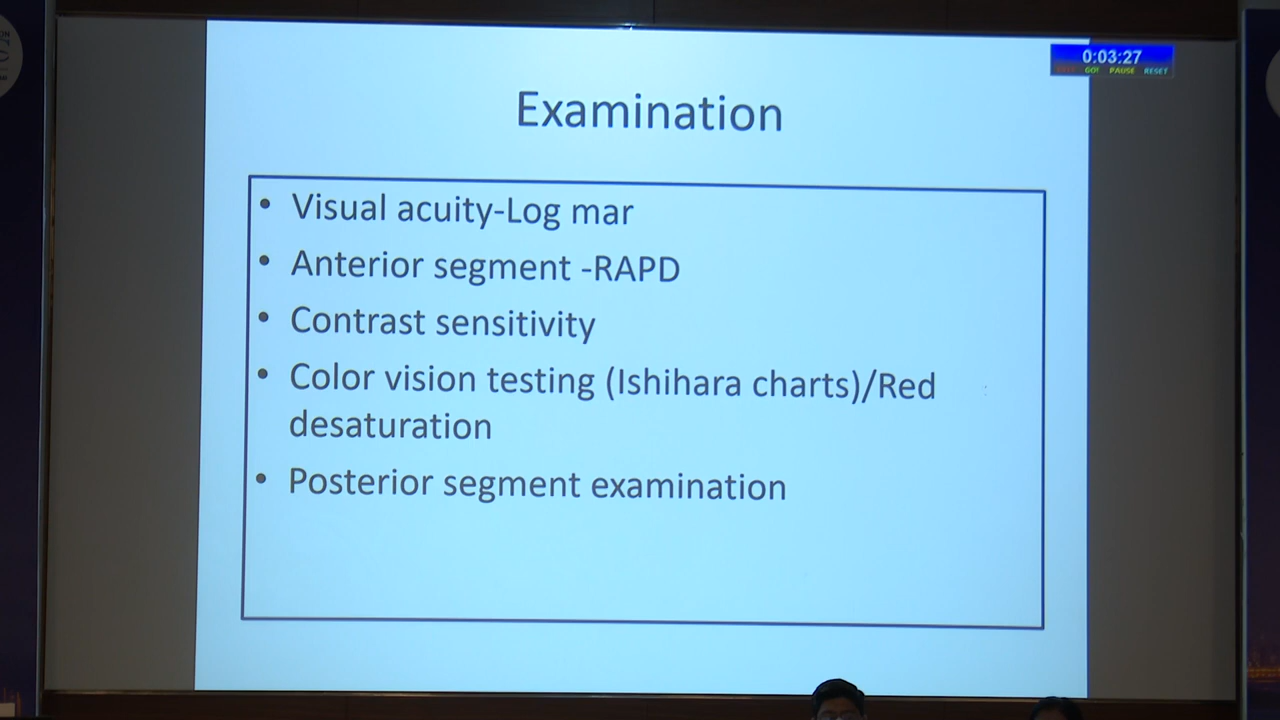 0:03:27
GO! PAUSE RESET
Examination
• Visual acuity-Log mar
• Anterior segment -RAPD
• Contrast sensitivity
• Color vision testing (Ishihara charts)/Red
desaturation
• Posterior segment examination